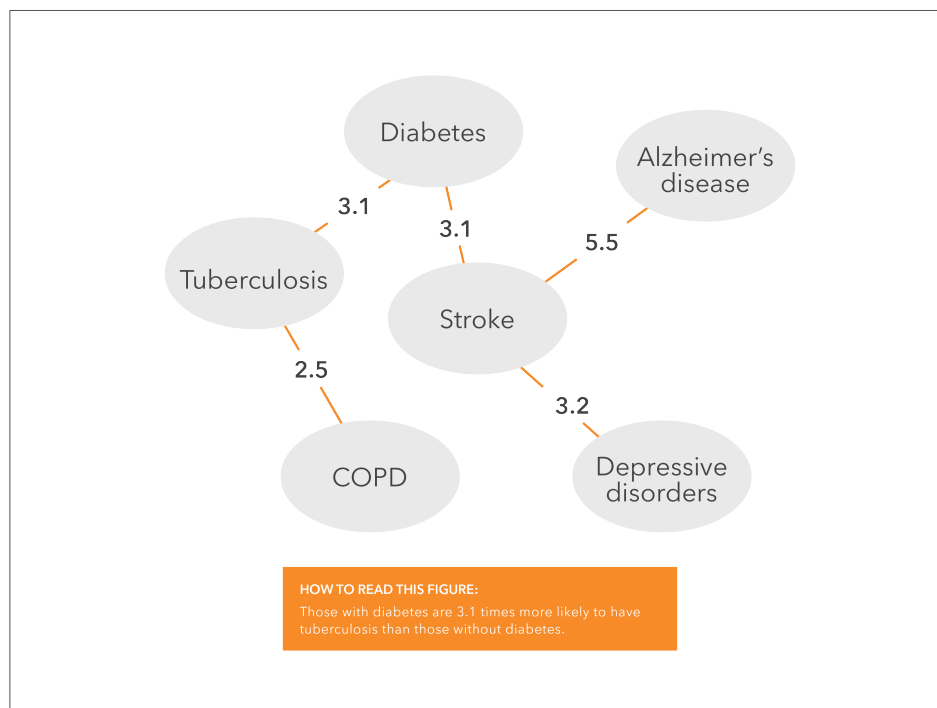 Diabetes
Alzheimer's
disease
3.1
3.1
5.5
Tuberculosis
Stroke
2.5
3.2
COPD
Depressive
disorders
HOW TO READ THIS FIGURE:
Those with diabetes are 3.1 times more likely to have
tuberculosis than those without diabetes.